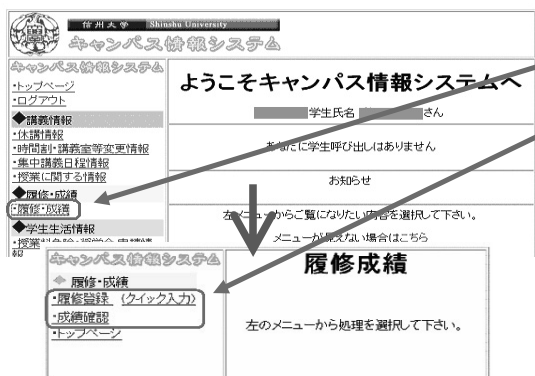 信州大学 Shinshu University
キャンパス情報システム
キャンパス情報システム
・トップページ
・ログアウト
◆講義情報
・休講情報
・時間割・講義室等変更情報
・集中講義日程情報
・授業に関する情報
◆履修・成績
・履修・成績
◆学生生活情報
・授業料免除・奨学金
報
ようこそキャンパス情報システムへ
学生氏名 さん
あなたに学生呼び出しはありません
お知らせ
左メニューからご覧になりたい内容を選択して下さい。
メニューが見えない場合はこちら
キャンパス情報システム
◆ 履修・成績
・履修登録 (クイック入力)
・成績確認
・トップページ
履修成績
左のメニューから処理を選択して下さい。